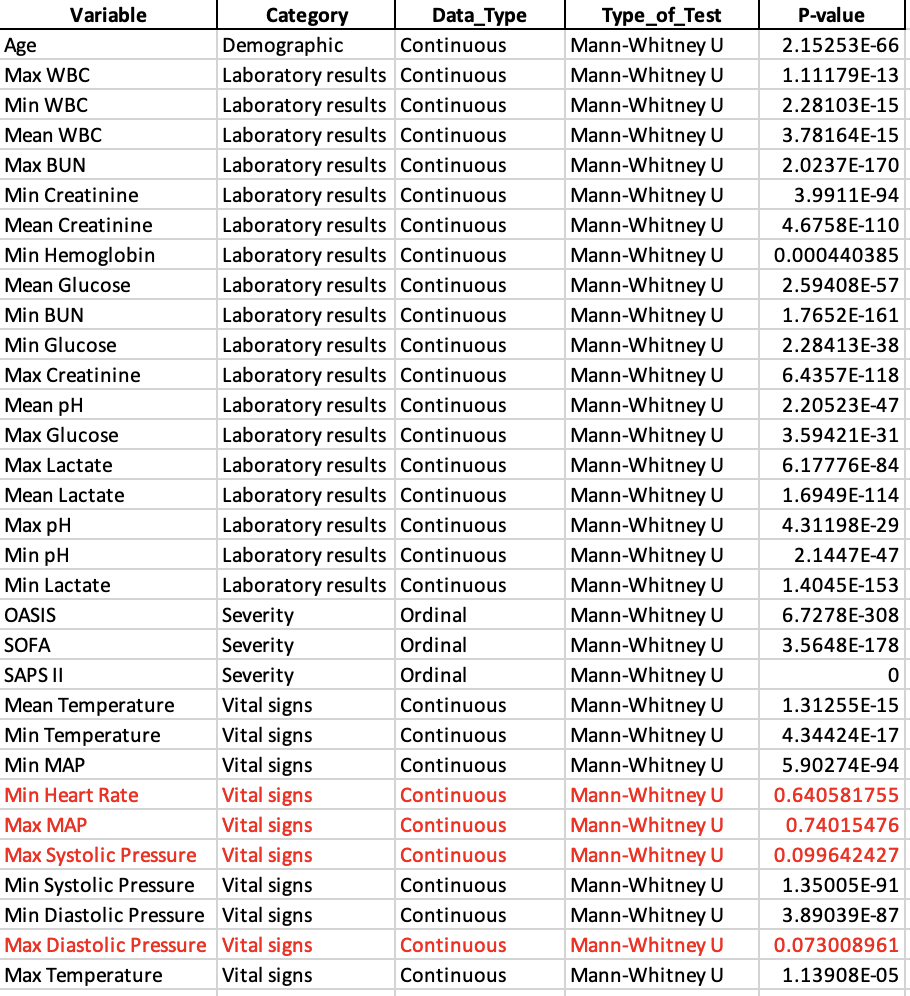 Variable Category Data_Type Type_of_Test P-value
Age Demographic Continuous Mann-Whitney U 2.15253E-66
Max WBC Laboratory results Continuous Mann-Whitney U 1.11179E-13
Min WBC Laboratory results Continuous Mann-Whitney U 2.28103E-15
Mean WBC Laboratory results Continuous Mann-Whitney U 3.78164E-15
Max BUN Laboratory results Continuous Mann-Whitney U 2.0237E-170
Min Creatinine Laboratory results Continuous Mann-Whitney U 3.9911E-94
Mean Creatinine Laboratory results Continuous Mann-Whitney U 4.6758E-110
Min Hemoglobin Laboratory results Continuous Mann-Whitney U 0.000440385
Mean Glucose Laboratory results Continuous Mann-Whitney U 2.59408E-57
Min BUN Laboratory results Continuous Mann-Whitney U 1.7652E-161
Min Glucose Laboratory results Continuous Mann-Whitney U 2.28413E-38
Max Creatinine Laboratory results Continuous Mann-Whitney U 6.4357E-118
Mean pH Laboratory results Continuous Mann-Whitney U 2.20523E-47
Max Glucose Laboratory results Continuous Mann-Whitney U 3.59421E-31
Max Lactate Laboratory results Continuous Mann-Whitney U 6.17776E-84
Mean Lactate Laboratory results Continuous Mann-Whitney U 1.6949E-114
Max pH Laboratory results Continuous Mann-Whitney U 4.31198E-29
Min pH Laboratory results Continuous Mann-Whitney U 2.1447E-47
Min Lactate Laboratory results Continuous Mann-Whitney U 1.4045E-153
OASIS Severity Ordinal Mann-Whitney U 6.7278E-308
SOFA Severity Ordinal Mann-Whitney U 3.5648E-178
SAPS II Severity Ordinal Mann-Whitney U 0
Mean Temperature Vital signs Continuous Mann-Whitney U 1.31255E-15
Min Temperature Vital signs Continuous Mann-Whitney U 4.34424E-17
Min MAP Vital signs Continuous Mann-Whitney U 5.90274E-94
Min Heart Rate Vital signs Continuous Mann-Whitney U 0.640581755
Max MAP Vital signs Continuous Mann-Whitney U 0.74015476
Max Systolic Pressure Vital signs Continuous Mann-Whitney U 0.099642427
Min Systolic Pressure Vital signs Continuous Mann-Whitney U 1.35005E-91
Min Diastolic Pressure Vital signs Continuous Mann-Whitney U 3.89039E-87
Max Diastolic Pressure Vital signs Continuous Mann-Whitney U 0.073008961
Max Temperature Vital signs Continuous Mann-Whitney U 1.13908E-05